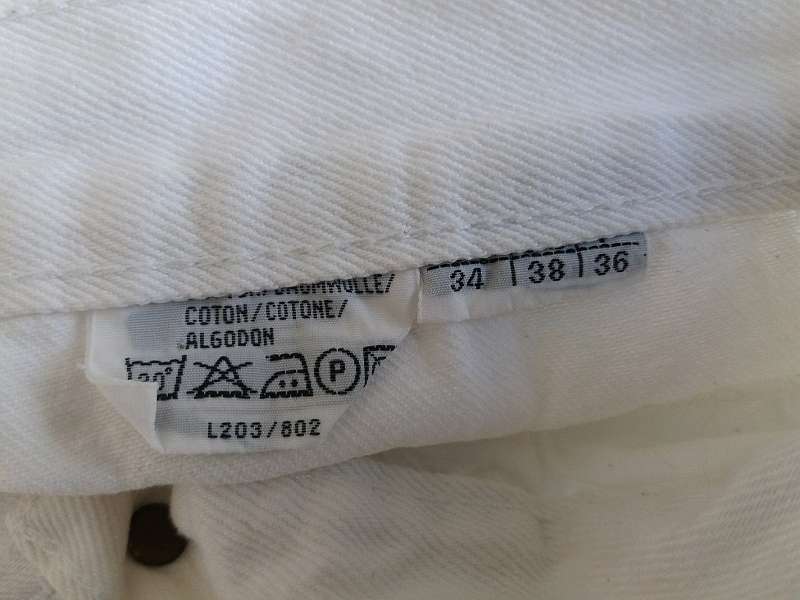 COTON/COTONE/
ALGODON
P
L203/802
34 38 36